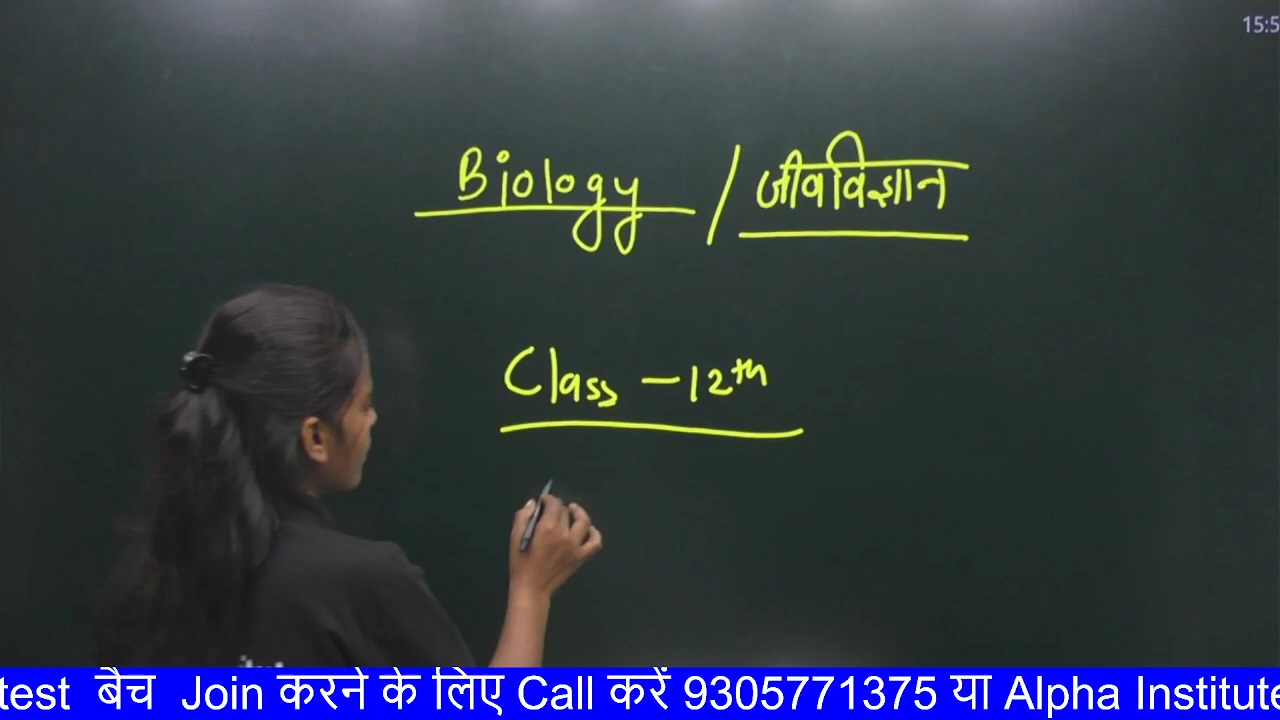 15:5
Biology / जीवविज्ञान
Class - 12th
test बैच Join करने के लिए Call करें 9305771375 या Alpha Institute